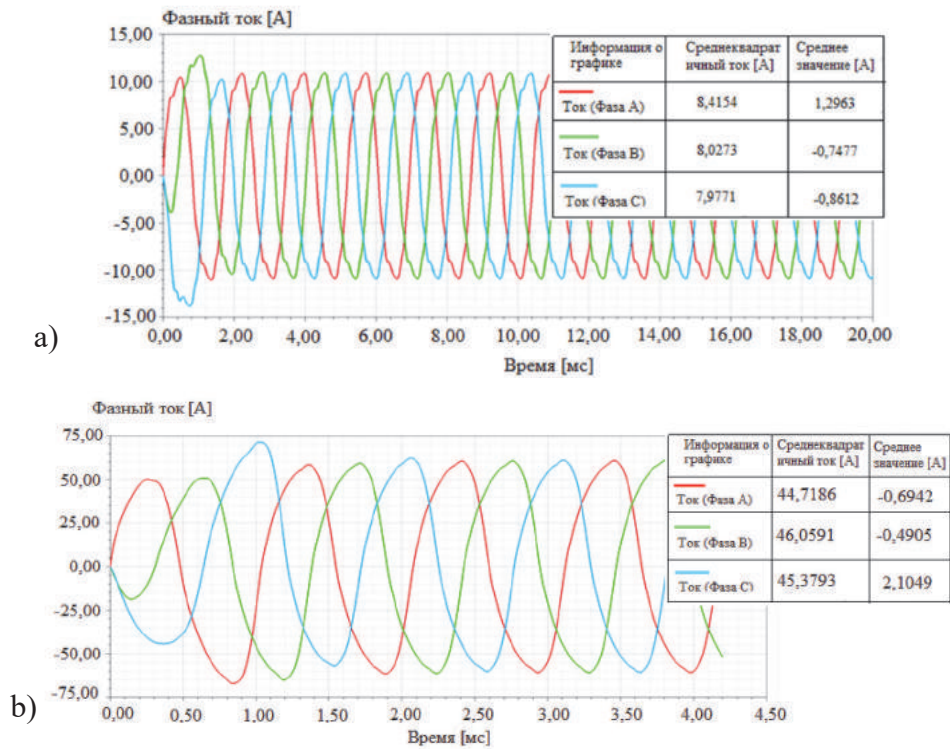 Фазный ток [А]
15,00
10,00
5,00
0,00
-5,00
-10,00
-15,00
0,00 2,00 4,00 6,00 8,00 10,00 12,00 14,00 16,00 18,00 20,00
Время [мс]
a)
Информация о графике
Среднеквадрат ичный ток [А]
Среднее значение [А]
Ток (Фаза А) 8,4154 1,2963
Ток (Фаза В) 8,0273 -0,7477
Ток (Фаза С) 7,9771 -0,8612
Фазный ток [А]
75,00
50,00
25,00
0,00
-25,00
-50,00
-75,00
0,00 0,50 1,00 1,50 2,00 2,50 3,00 3,50 4,00 4,50
Время [мс]
b)
Информация о графике
Среднеквадрат ичный ток [А]
Среднее значение [А]
Ток (Фаза А) 44,7186 -0,6942
Ток (Фаза В) 46,0591 -0,4905
Ток (Фаза С) 45,3793 2,1049